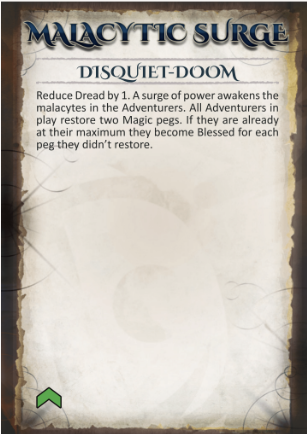 MALACYTIC SURGE
DISQUIET-DOOM
Reduce Dread by 1. A surge of power awakens the
malacytes in the Adventurers. All Adventurers in
play restore two Magic pegs. If they are already
at their maximum they become Blessed for each
peg they didn't restore.